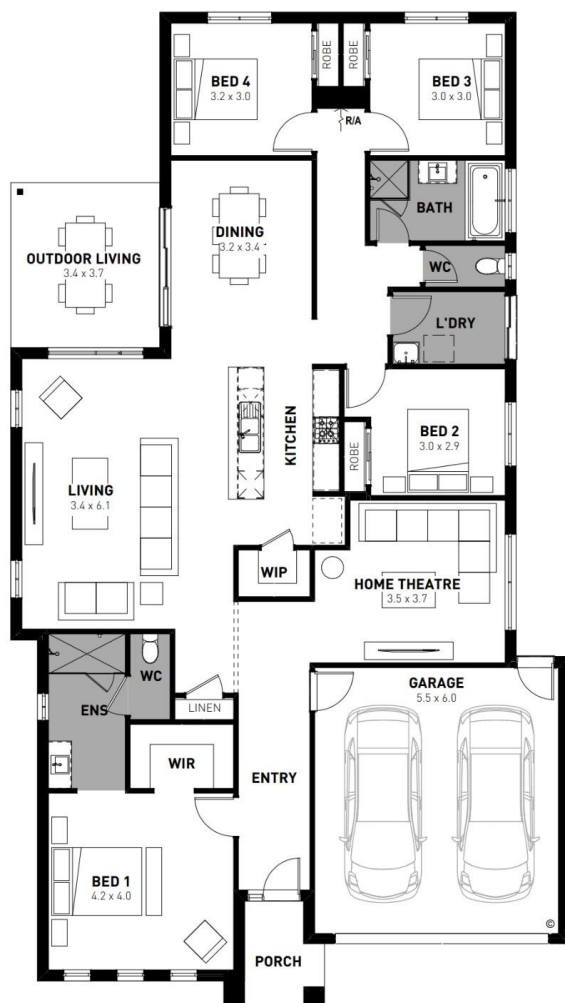 ROBE
ROBE
BED 4
3.2 x 3.0
BED 3
3.0 x 3.0
R/A
BATH
DINING
3.2 x 3.4
OUTDOOR LIVING
3.4 x 3.7
WC
L'DRY
KITCHEN
BED 2
3.0 x 2.9
ROBE
LIVING
3.4 x 6.1
WIP
HOME THEATRE
3.5 x 3.7
WC
GARAGE
5.5 x 6.0
LINEN
ENS
WIR
ENTRY
BED 1
4.2 x 4.0
©
PORCH